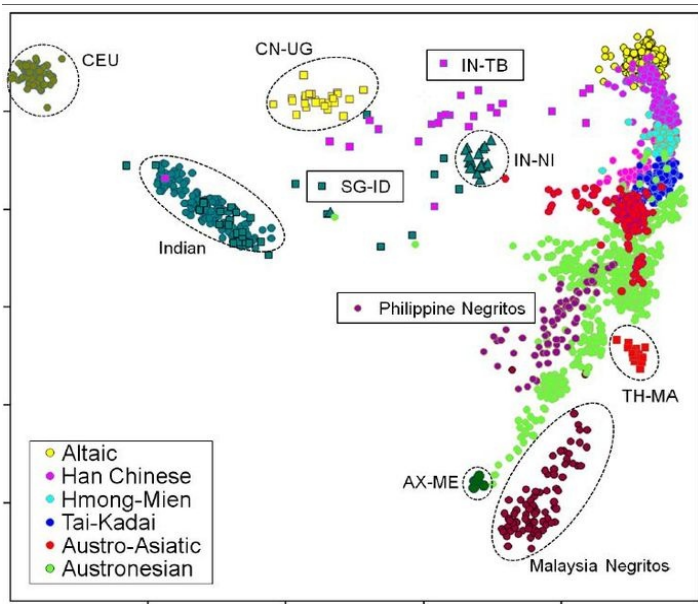 CEU
CN-UG
IN-TB
IN-NI
SG-ID
Indian
Philippine Negritos
TH-MA
AX-ME
Malaysia Negritos
Altaic
Han Chinese
Hmong-Mien
Tai-Kadai
Austro-Asiatic
Austronesian